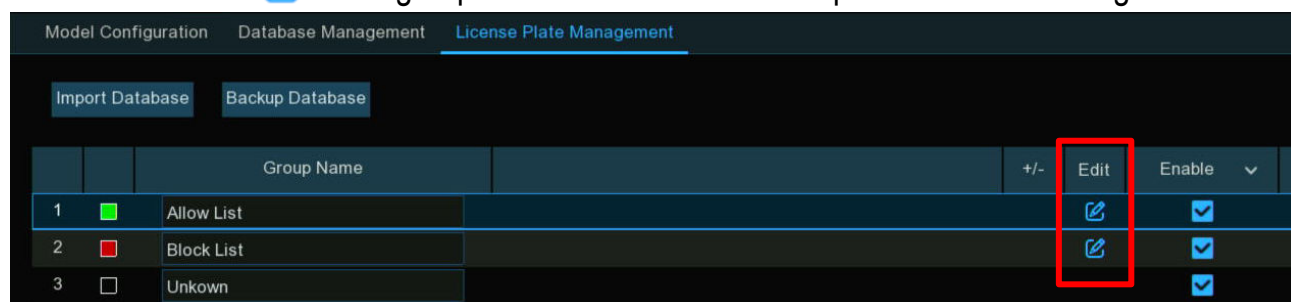 Model Configuration Database Management License Plate Management
Import Database Backup Database
Group Name +/- Edit Enable
1 Allow List
2 Block List
3 Unkown